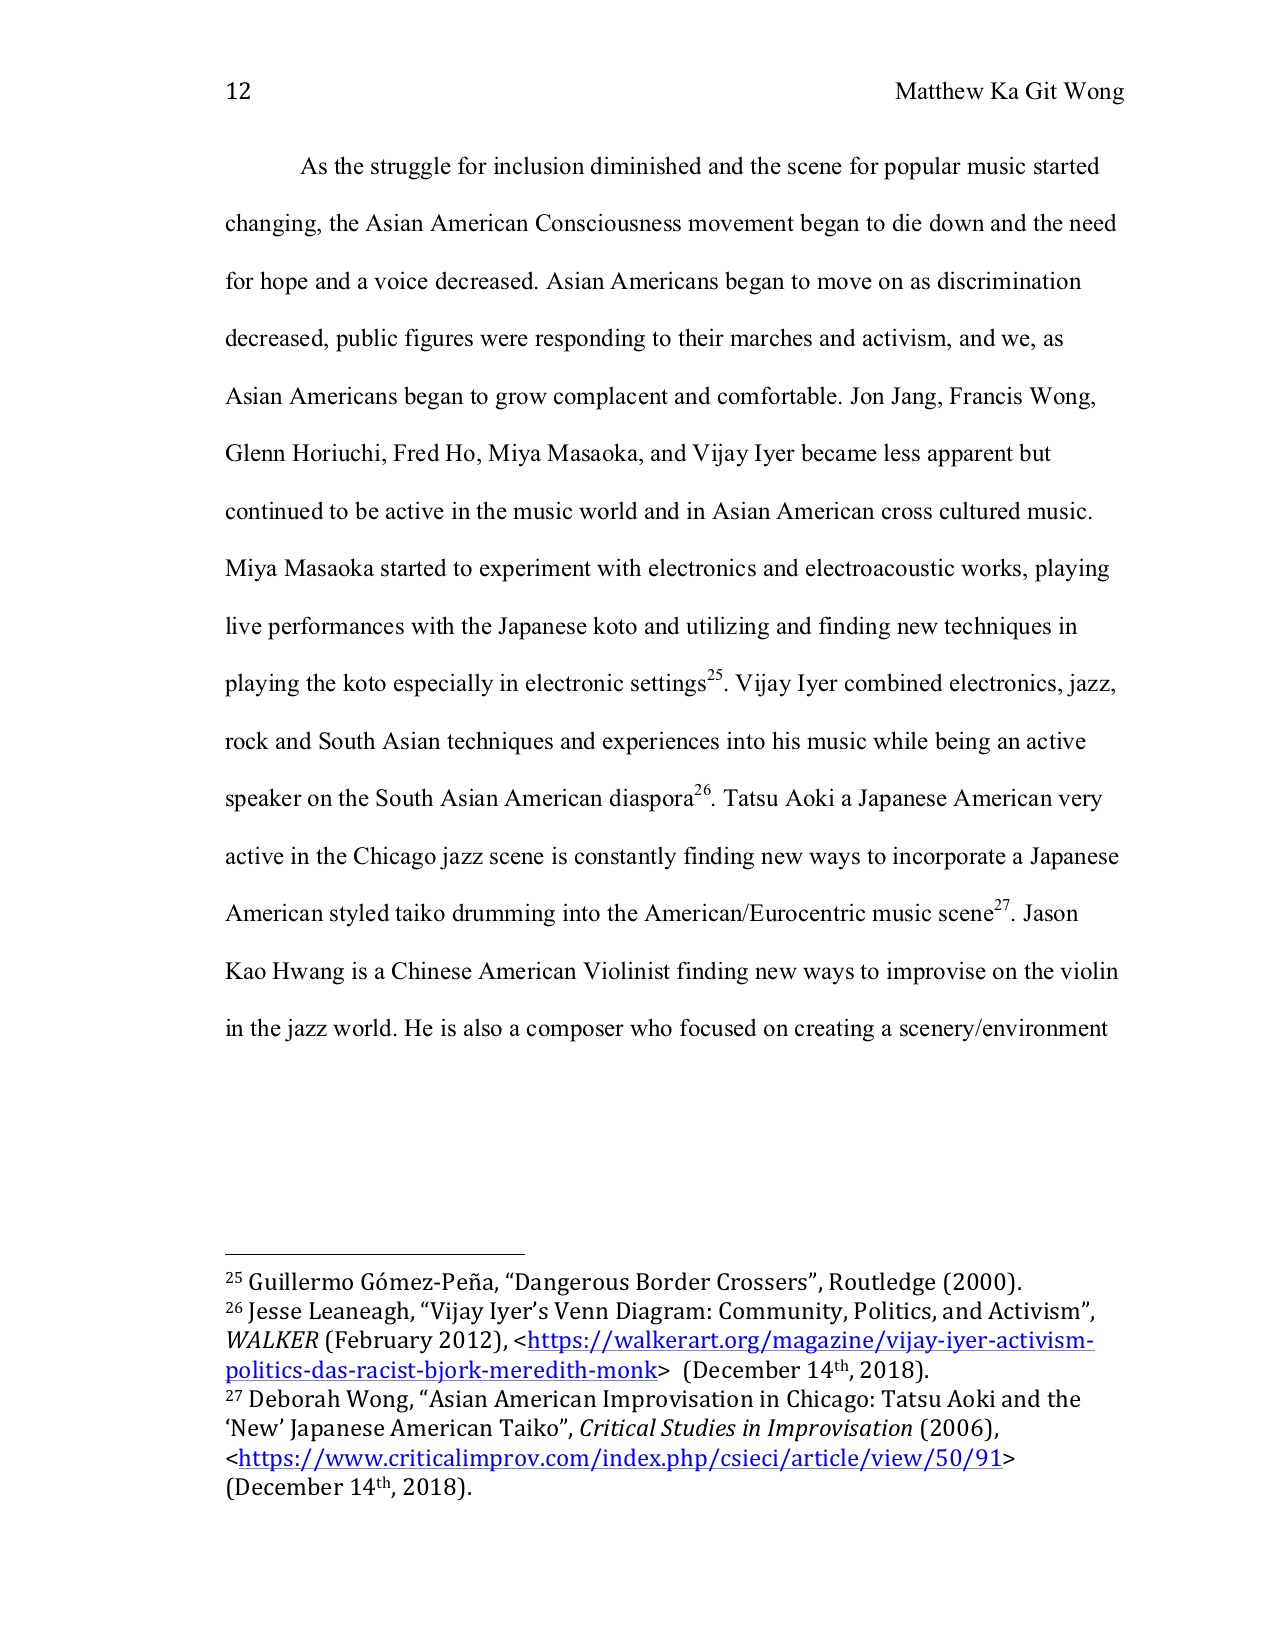 12 Matthew Ka Git Wong
As the struggle for inclusion diminished and the scene for popular music started
changing, the Asian American Consciousness movement began to die down and the need
for hope and a voice decreased. Asian Americans began to move on as discrimination
decreased, public figures were responding to their marches and activism, and we, as
Asian Americans began to grow complacent and comfortable. Jon Jang, Francis Wong,
Glenn Horiuchi, Fred Ho, Miya Masaoka, and Vijay Iyer became less apparent but
continued to be active in the music world and in Asian American cross cultured music.
Miya Masaoka started to experiment with electronics and electroacoustic works, playing
live performances with the Japanese koto and utilizing and finding new techniques in
playing the koto especially in electronic settings25. Vijay Iyer combined electronics, jazz,
rock and South Asian techniques and experiences into his music while being an active
speaker on the South Asian American diaspora26. Tatsu Aoki a Japanese American very
active in the Chicago jazz scene is constantly finding new ways to incorporate a Japanese
American styled taiko drumming into the American/Eurocentric music scene27. Jason
Kao Hwang is a Chinese American Violinist finding new ways to improvise on the violin
in the jazz world. He is also a composer who focused on creating a scenery/environment
25 Guillermo Gómez-Peña, “Dangerous Border Crossers”, Routledge (2000).
26 Jesse Leaneagh, “Vijay Iyer’s Venn Diagram: Community, Politics, and Activism”,
WALKER (February 2012), <https://walkerart.org/magazine/vijay-iyer-activism-
politics-das-racist-bjork-meredith-monk> (December 14th, 2018).
27 Deborah Wong, “Asian American Improvisation in Chicago: Tatsu Aoki and the
‘New’ Japanese American Taiko”, Critical Studies in Improvisation (2006),
<https://www.criticalimprov.com/index.php/csieci/article/view/50/91>
(December 14th, 2018).